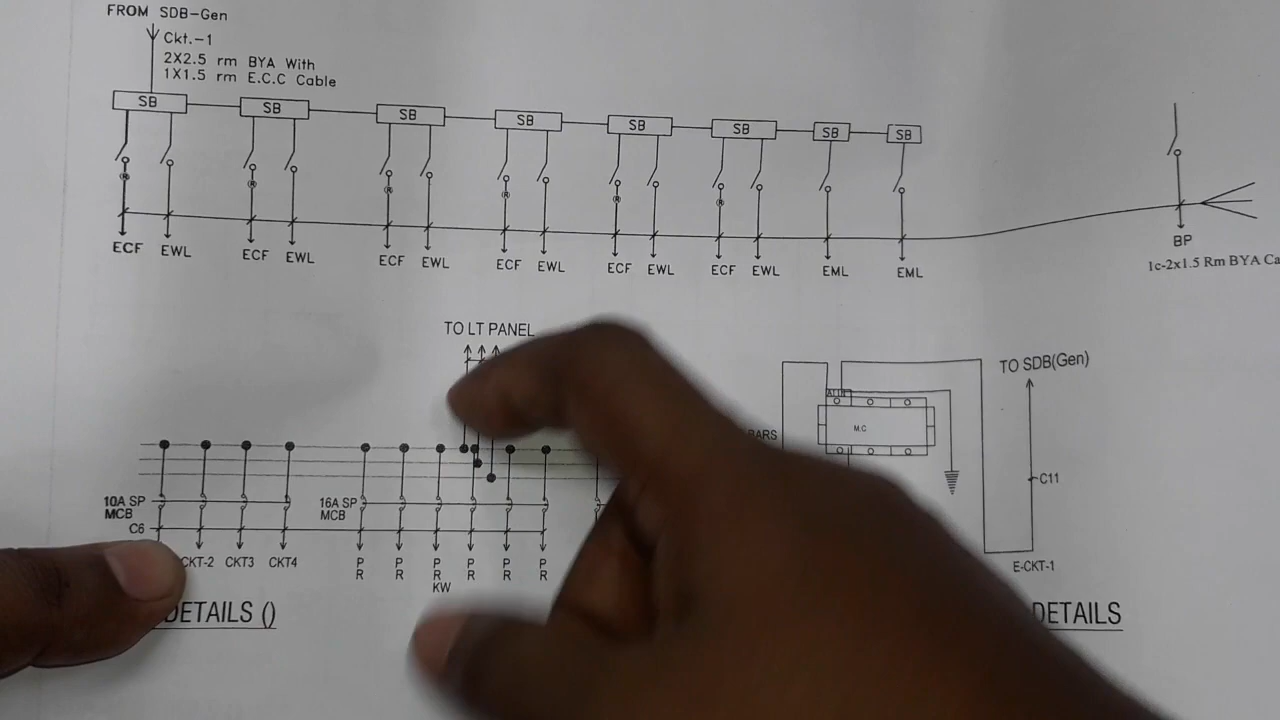 FROM SDB-Gen
Ckt.-1
2X2.5 rm BYA With
1X1.5 rm E.C.C Cable
SB SB SB SB SB SB SB SB
R R R R R R
ECF EWL ECF EWL ECF EWL ECF EWL ECF EWL ECF EWL EML EML
BP
1c-2x1.5 Rm BYA Ca
TO LT PANEL
TO SDB(Gen)
M.C
BARS
C11
10A SP
MCB
16A SP
MCB
C6
CKT-2 CKT3 CKT4
P R
P R
P R KW
P R
P R
P R
E-CKT-1
DETAILS ()
DETAILS